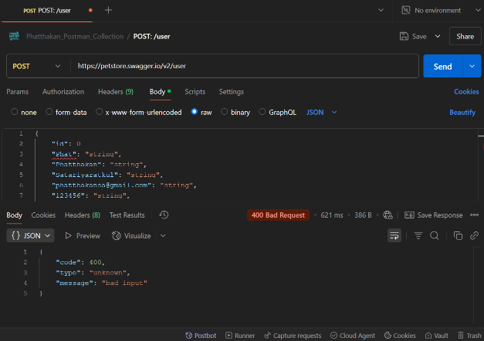 POST POST: /user
No environment
Phatthakan_Postman_Collection / POST: /user
Save
Share
POST
https://petstore.swagger.io/v2/user
Send
Params
Authorization
Headers (9)
Body
Scripts
Settings
Cookies
none
form-data
x-www-form-urlencoded
raw
binary
GraphQL
JSON
Beautify
1 {
2 "id": 0
3 "Phat": "string",
4 "Phatthakan": "string",
5 "Satariyaratkul": "string",
6 "phatthakansa@gmail.com": "string",
7 "123456": "string",
Body
Cookies
Headers (8)
Test Results
400 Bad Request
621 ms
386 B
Save Response
{} JSON
Preview
Visualize
1 {
2 "code": 400,
3 "type": "unknown",
4 "message": "bad input"
5 }
Postbot
Runner
Capture requests
Cloud Agent
Cookies
Vault
Trash